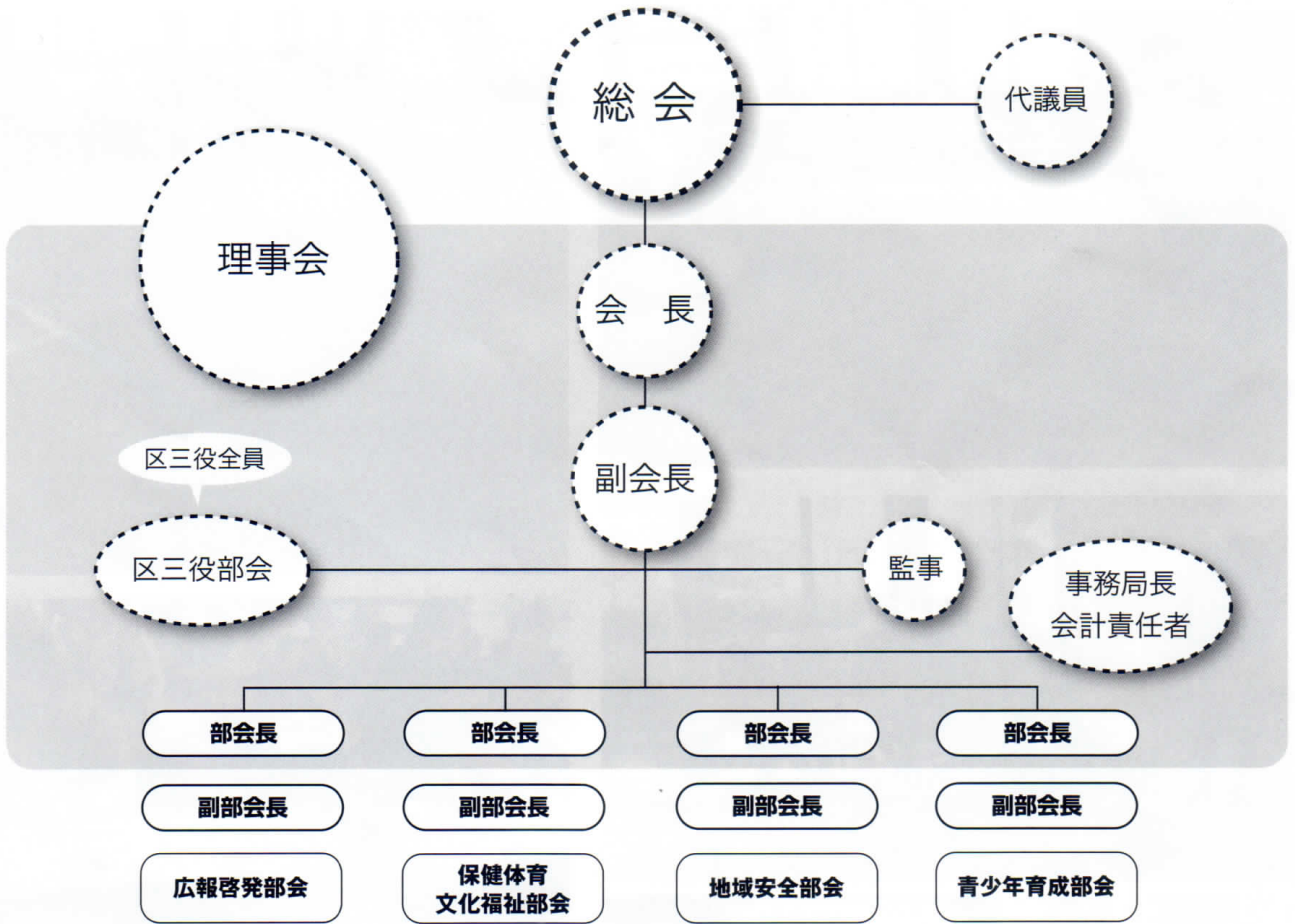 総 会
代議員
理事会
会 長
区三役全員
副会長
区三役部会
監事
事務局長
会計責任者
部会長
部会長
部会長
部会長
副部会長
副部会長
副部会長
副部会長
広報啓発部会
保健体育
文化福祉部会
地域安全部会
青少年育成部会